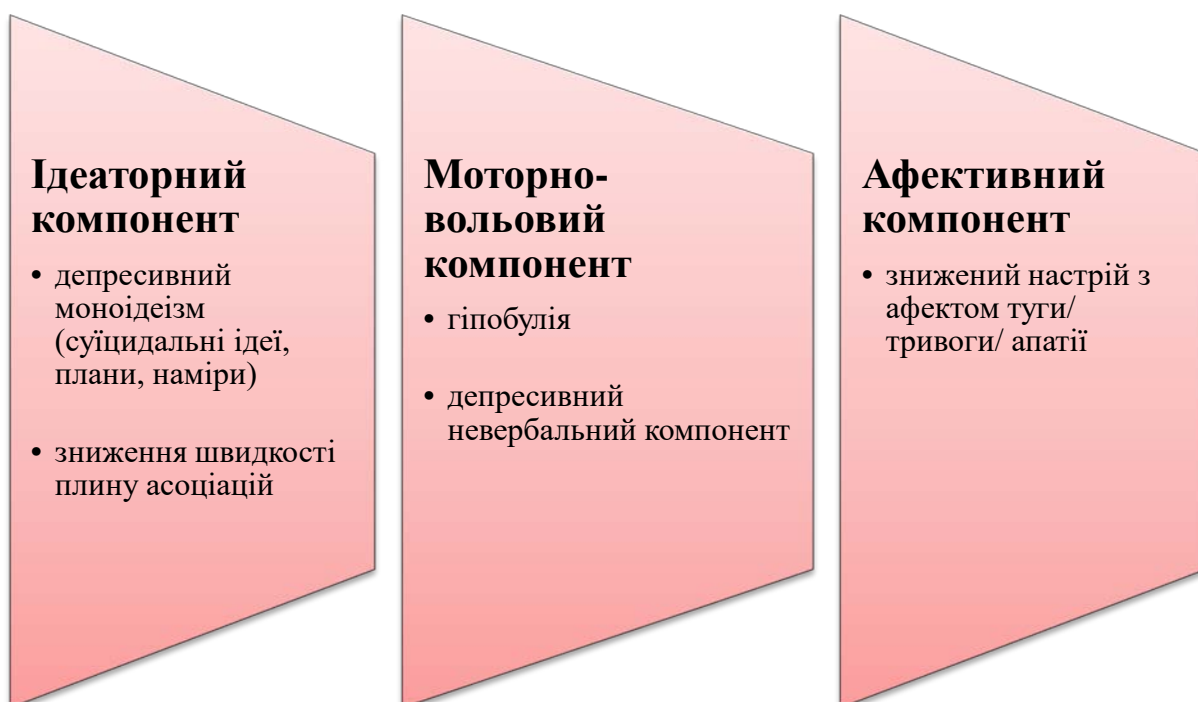 Ідеаторний
компонент
• депресивний
моноідеізм
(суїцидальні ідеї,
плани, наміри)
• зниження швидкості
плину асоціацій
Моторно-
вольовий
компонент
• гіпобулія
• депресивний
невербальний компонент
Афективний
компонент
• знижений настрій з
афектом туги/
тривоги/ апатії